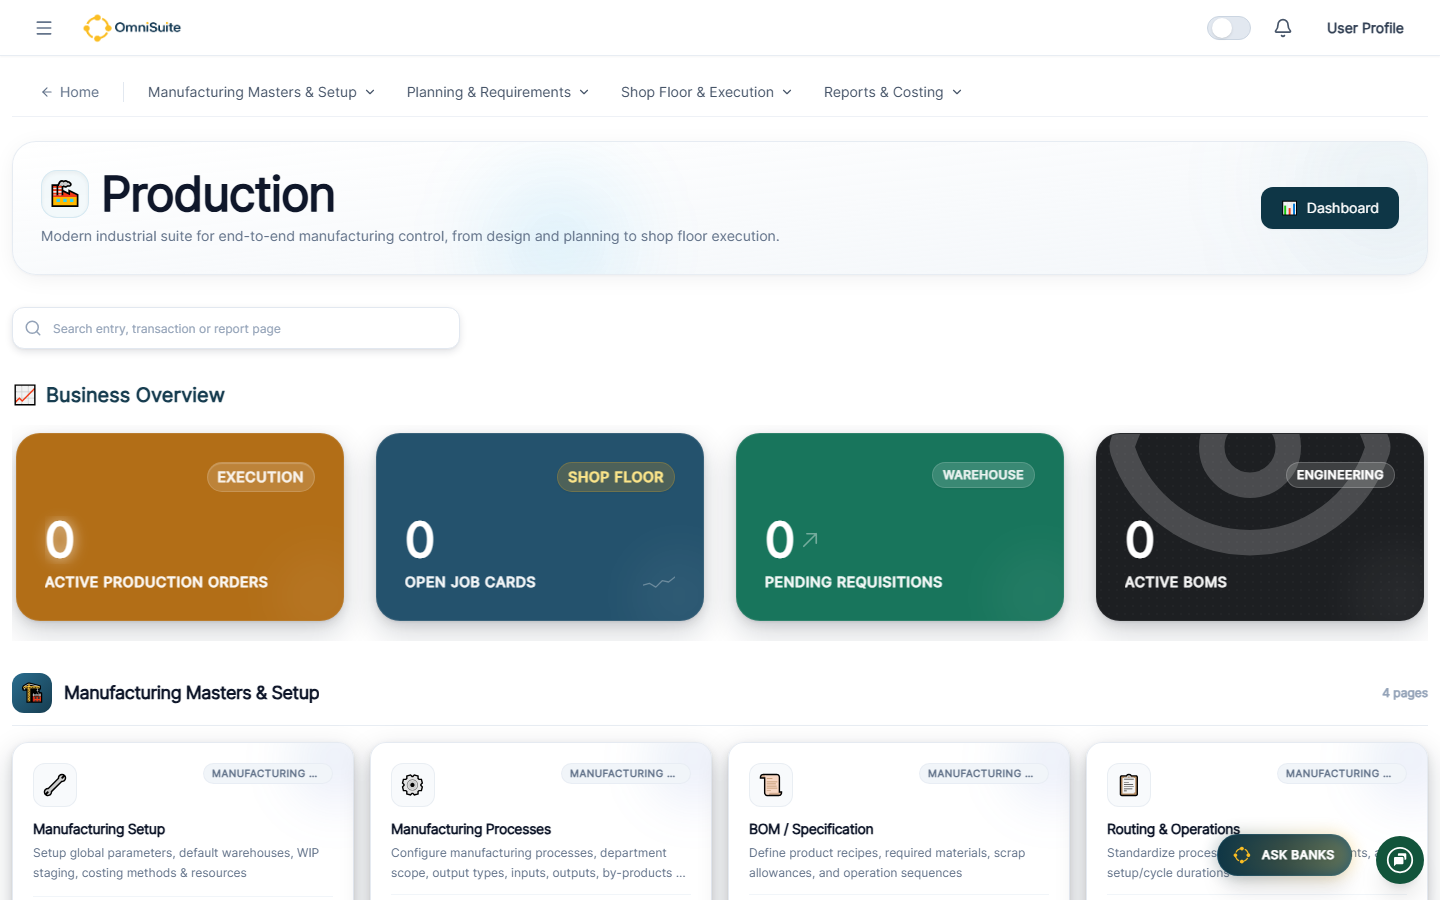 OmniSuite
User Profile
Home
Manufacturing Masters & Setup
Planning & Requirements
Shop Floor & Execution
Reports & Costing
Production
Modern industrial suite for end-to-end manufacturing control, from design and planning to shop floor execution.
Dashboard
Search entry, transaction or report page
Business Overview
EXECUTION
0
ACTIVE PRODUCTION ORDERS
SHOP FLOOR
0
OPEN JOB CARDS
WAREHOUSE
0
PENDING REQUISITIONS
ENGINEERING
0
ACTIVE BOMS
Manufacturing Masters & Setup
4 pages
MANUFACTURING ...
Manufacturing Setup
Setup global parameters, default warehouses, WIP
staging, costing methods & resources
MANUFACTURING ...
Manufacturing Processes
Configure manufacturing processes, department
scope, output types, inputs, outputs, by-products ...
MANUFACTURING ...
BOM / Specification
Define product recipes, required materials, scrap
allowances, and operation sequences
MANUFACTURING ...
Routing & Operations
Standardize
setup/cycle durations
ASK BANKS